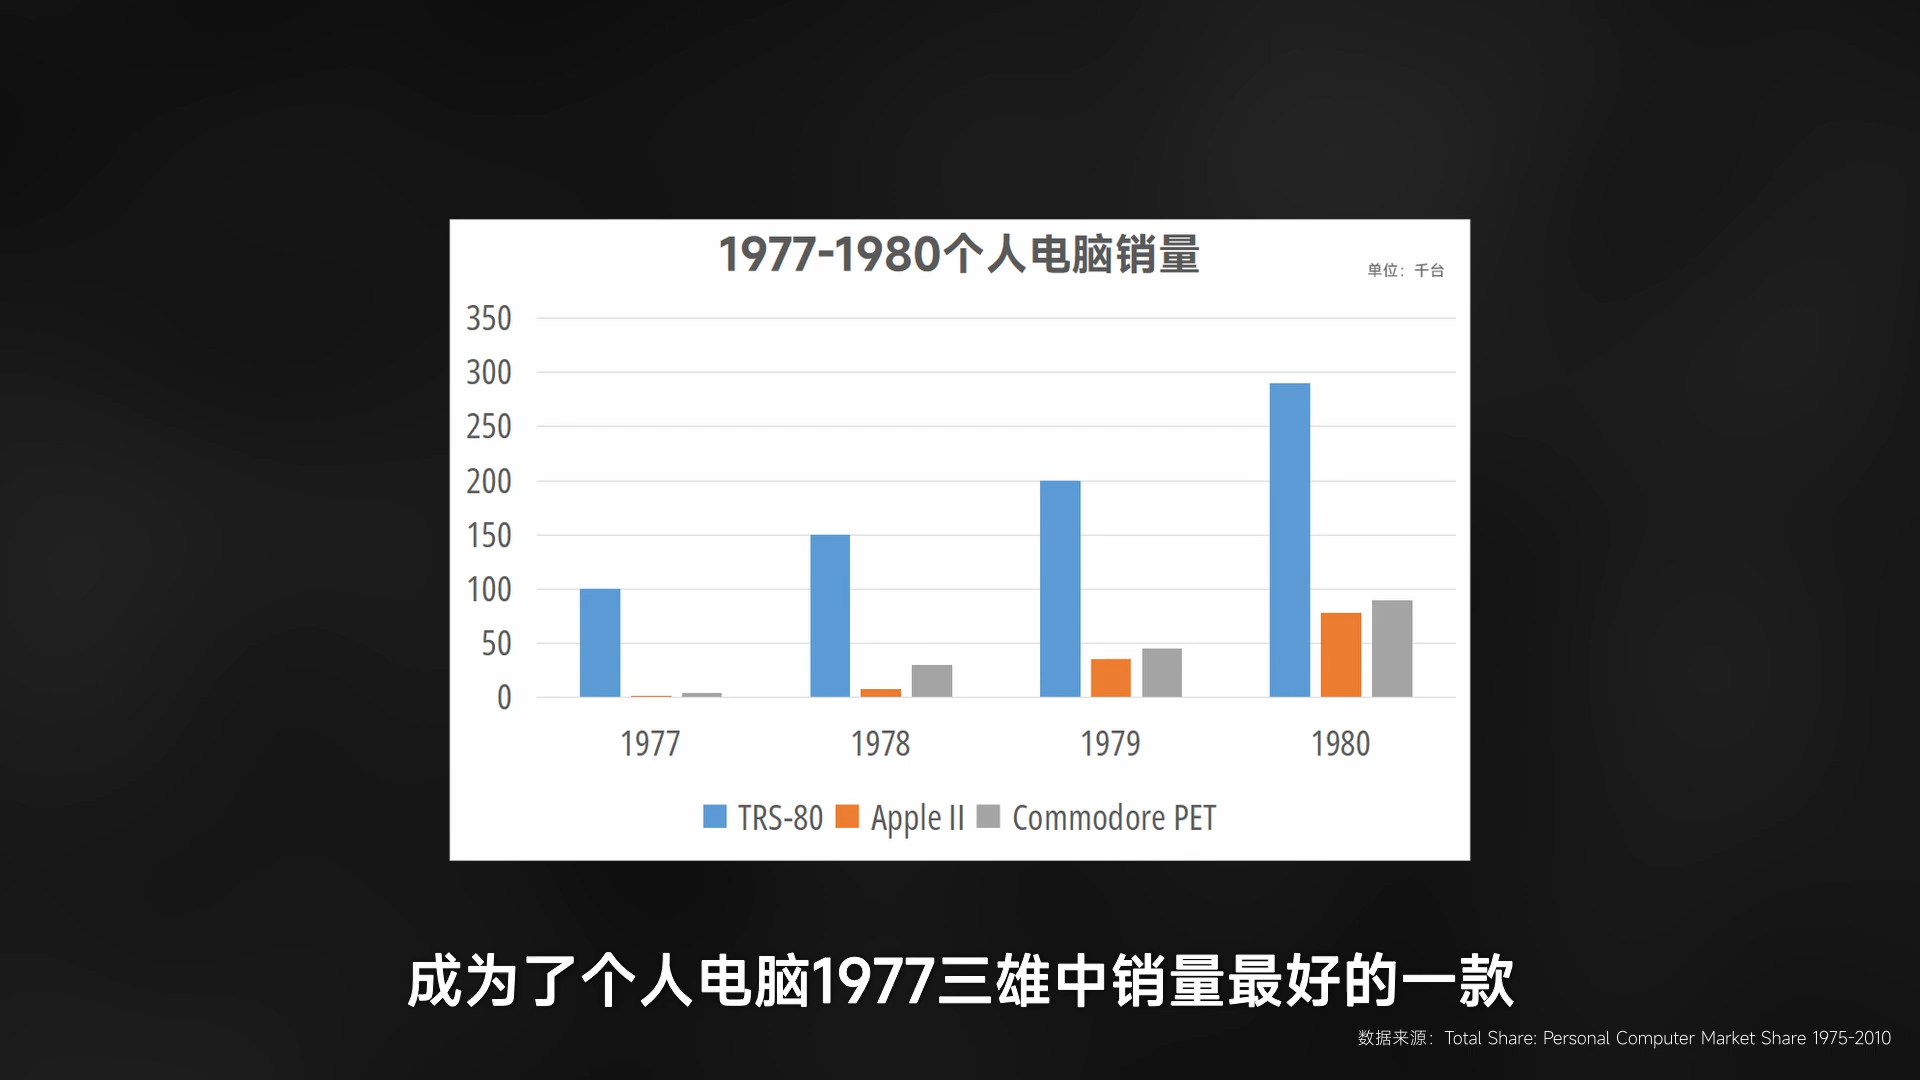 1977-1980个人电脑销量
单位：千台
350
300
250
200
150
100
50
0
1977 1978 1979 1980
TRS-80 Apple II Commodore PET
成为了个人电脑1977三雄中销量最好的一款
数据来源：Total Share: Personal Computer Market Share 1975-2010